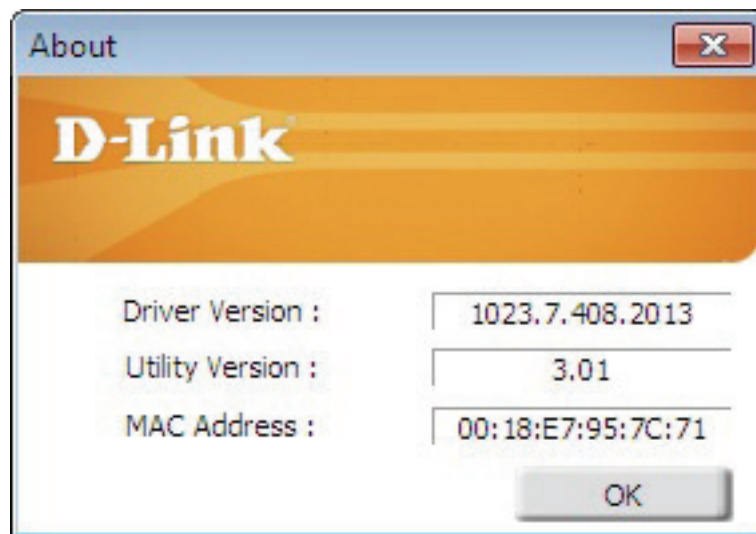 About
D-Link
Driver Version : 1023.7.408.2013
Utility Version : 3.01
MAC Address : 00:18:E7:95:7C:71
OK